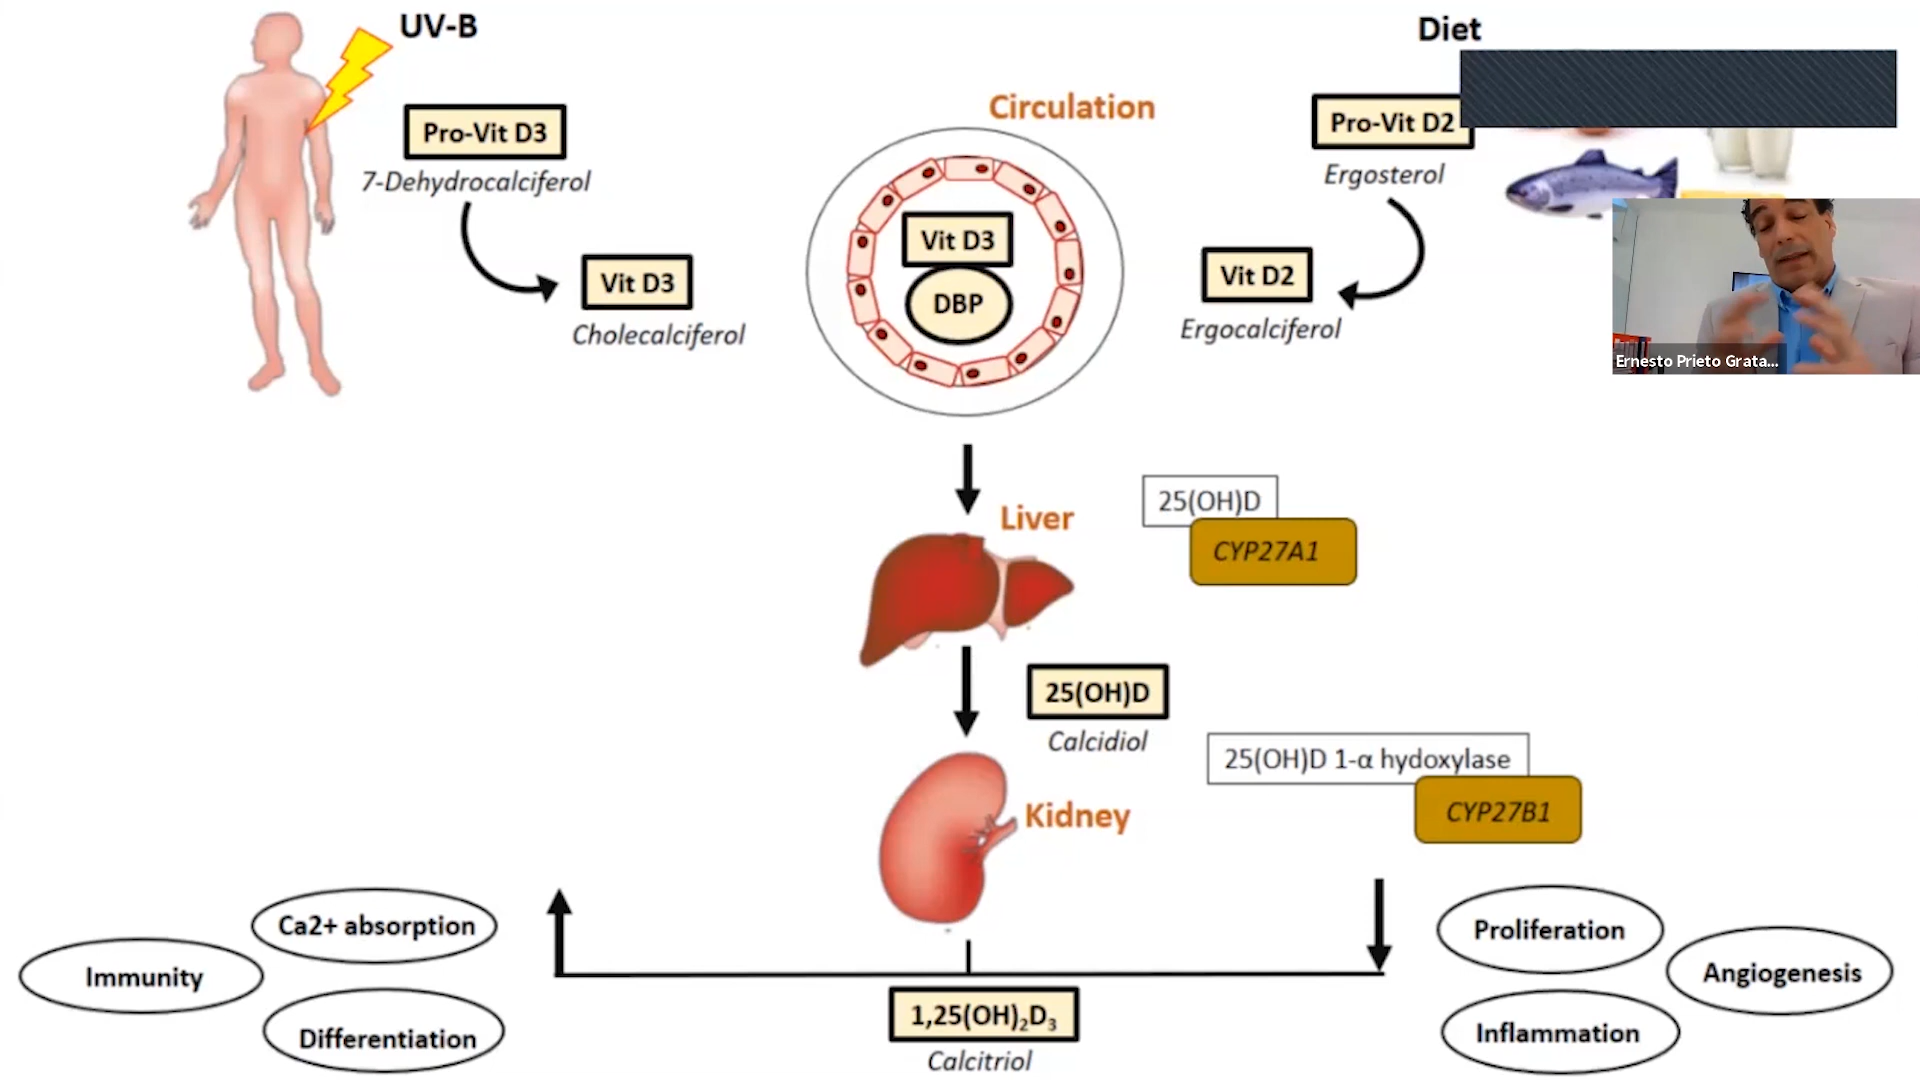 UV-B
Diet
Pro-Vit D3
7-Dehydrocalciferol
Vit D3
Cholecalciferol
Circulation
Vit D3
DBP
Pro-Vit D2
Ergosterol
Vit D2
Ergocalciferol
Ernesto Prieto Grata...
Liver
25(OH)D
CYP27A1
25(OH)D
Calcidiol
Kidney
25(OH)D 1-α hydoxylase
CYP27B1
Ca2+ absorption
Immunity
Differentiation
1,25(OH)₂D₃
Calcitriol
Proliferation
Angiogenesis
Inflammation